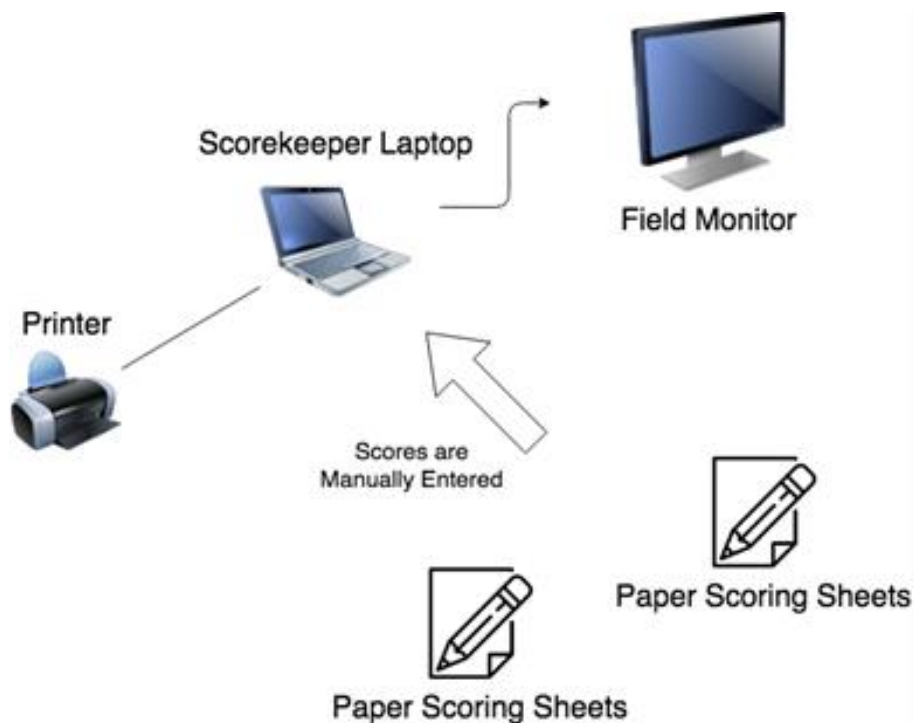 Scorekeeper Laptop
Field Monitor
Printer
Scores are
Manually Entered
Paper Scoring Sheets
Paper Scoring Sheets